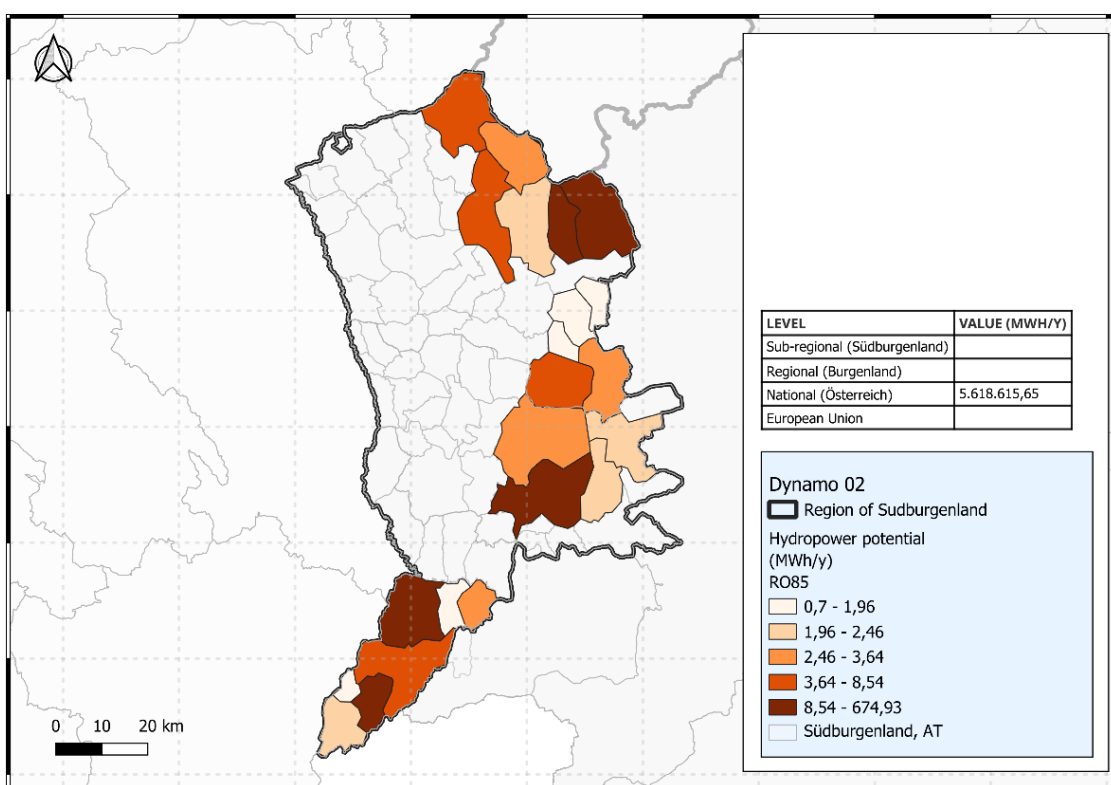 LEVEL VALUE (MWH/Y)
Sub-regional (Südburgenland)
Regional (Burgenland)
National (Österreich) 5.618.615,65
European Union
Dynamo 02
Region of Sudburgenland
Hydropower potential
(MWh/y)
RO85
0,7 - 1,96
1,96 - 2,46
2,46 - 3,64
3,64 - 8,54
8,54 - 674,93
Südburgenland, AT
0 10 20 km